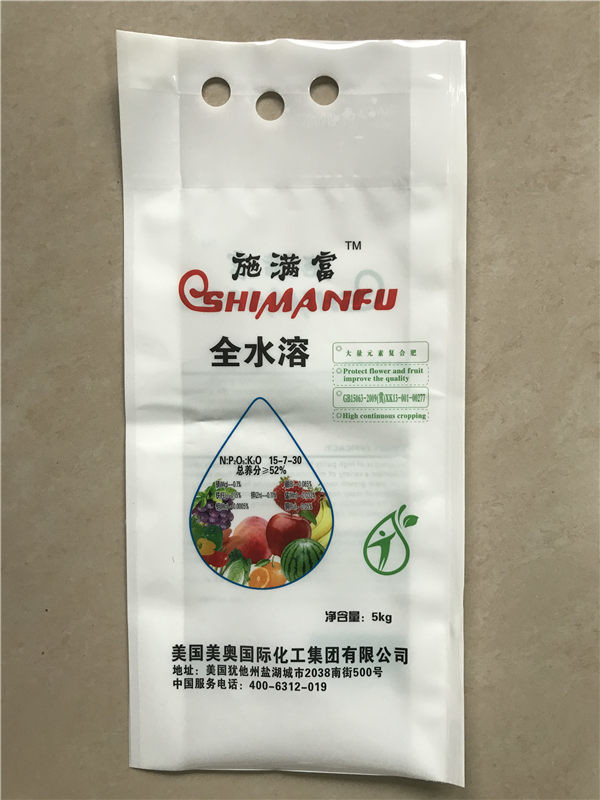 施满富 TM
SHIMANFU
全水溶
大量元素复合肥
Protect flower and fruit
improve the quality
GB15063-2009(冀)XK13-001-00277
High continuous cropping
N:P₂O₅:K₂O 15-7-30
总养分≥52%
净含量：5kg
美国美奥国际化工集团有限公司
地址：美国犹他州盐湖城市2038南街500号
中国服务电话：400-6312-019